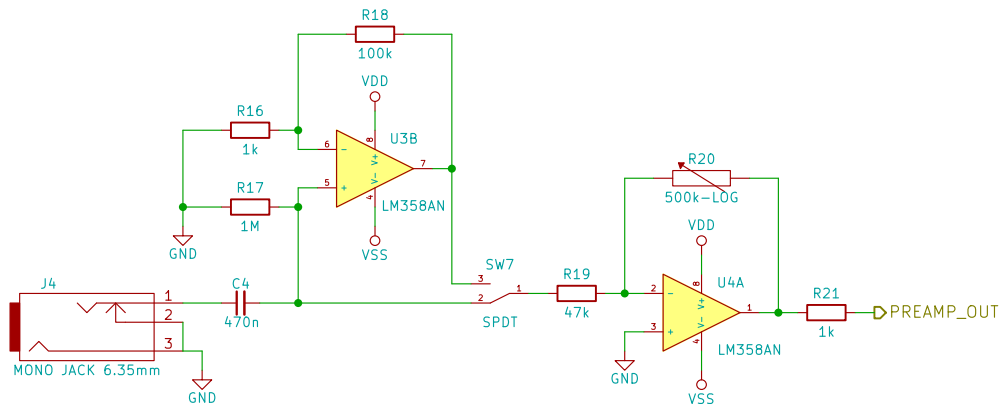 R18
100k
VDD
R16
1k
U3B
8
V+
6
-
7
5
+
V-
4
R17
1M
LM358AN
GND
VSS
R20
500k-LOG
VDD
J4
C4
470n
1
2
3
MONO JACK 6.35mm
GND
SW7
3
2
1
SPDT
R19
47k
U4A
8
V+
2
-
1
3
+
V-
4
LM358AN
GND
VSS
R21
1k
PREAMP_OUT